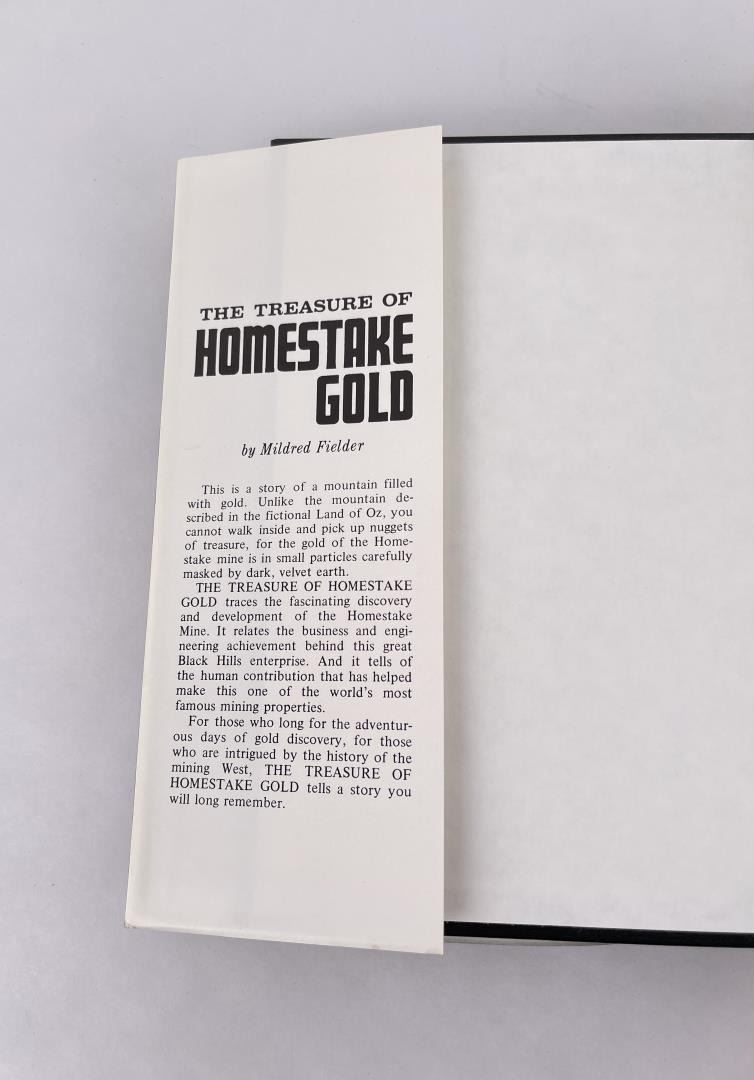 THE TREASURE OF
HOMESTAKE
GOLD
by Mildred Fielder
This is a story of a mountain filled
with gold. Unlike the mountain de-
scribed in the fictional Land of Oz, you
cannot walk inside and pick up nuggets
of treasure, for the gold of the Home-
stake mine is in small particles carefully
masked by dark, velvet earth.
THE TREASURE OF HOMESTAKE
GOLD traces the fascinating discovery
and development of the Homestake
Mine. It relates the business and engi-
neering achievement behind this great
Black Hills enterprise. And it tells of
the human contribution that has helped
make this one of the world's most
famous mining properties.
For those who long for the adventur-
ous days of gold discovery, for those
who are intrigued by the history of the
mining West, THE TREASURE OF
HOMESTAKE GOLD tells a story you
will long remember.